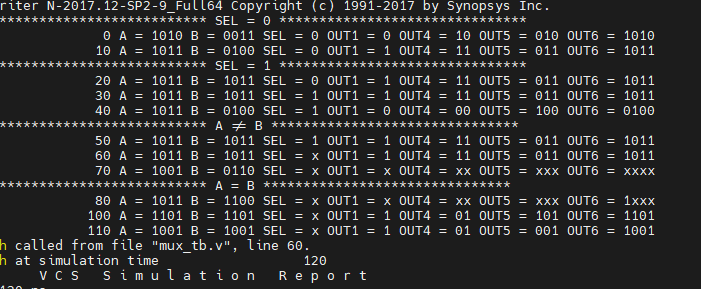 riter N-2017.12-SP2-9_Full64 Copyright (c) 1991-2017 by Synopsys Inc.
************************** SEL = 0 *******************************
0 A = 1010 B = 0011 SEL = 0 OUT1 = 0 OUT4 = 10 OUT5 = 010 OUT6 = 1010
10 A = 1011 B = 0100 SEL = 0 OUT1 = 1 OUT4 = 11 OUT5 = 011 OUT6 = 1011
************************** SEL = 1 *******************************
20 A = 1011 B = 1011 SEL = 0 OUT1 = 1 OUT4 = 11 OUT5 = 011 OUT6 = 1011
30 A = 1011 B = 1011 SEL = 1 OUT1 = 1 OUT4 = 11 OUT5 = 011 OUT6 = 1011
40 A = 1011 B = 0100 SEL = 1 OUT1 = 0 OUT4 = 00 OUT5 = 100 OUT6 = 0100
************************** A ≠ B ********************************
50 A = 1011 B = 1011 SEL = 1 OUT1 = 1 OUT4 = 11 OUT5 = 011 OUT6 = 1011
60 A = 1011 B = 1011 SEL = x OUT1 = 1 OUT4 = 11 OUT5 = 011 OUT6 = 1011
70 A = 1001 B = 0110 SEL = x OUT1 = x OUT4 = xx OUT5 = xxx OUT6 = xxxx
************************** A = B *******************************
80 A = 1011 B = 1100 SEL = x OUT1 = x OUT4 = xx OUT5 = xxx OUT6 = 1xxx
100 A = 1101 B = 1101 SEL = x OUT1 = 1 OUT4 = 01 OUT5 = 101 OUT6 = 1101
110 A = 1001 B = 1001 SEL = x OUT1 = 1 OUT4 = 01 OUT5 = 001 OUT6 = 1001
h called from file "mux_tb.v", line 60.
h at simulation time 120
V C S S i m u l a t i o n R e p o r t